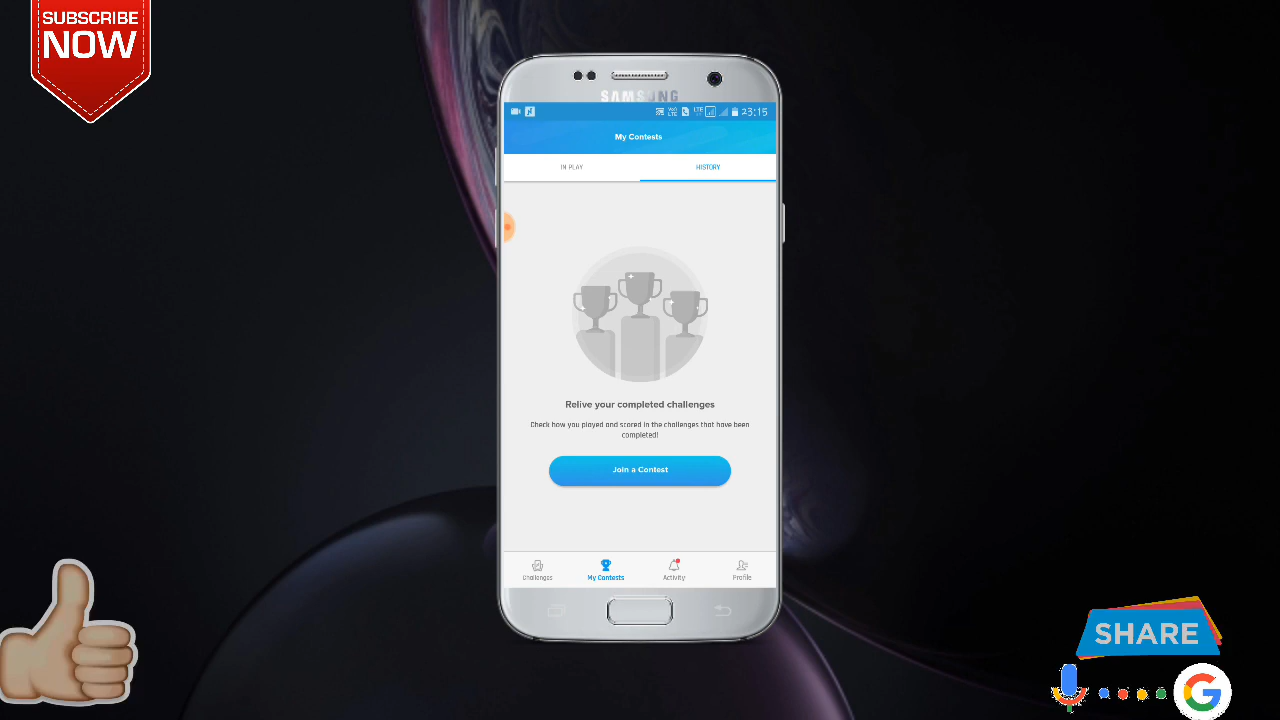 SUBSCRIBE
NOW
SAMSUNG
23:15
My Contests
IN PLAY
HISTORY
Relive your completed challenges
Check how you played and scored in the challenges that have been
completed!
Join a Contest
Challenges
My Contests
Activity
Profile
SHARE